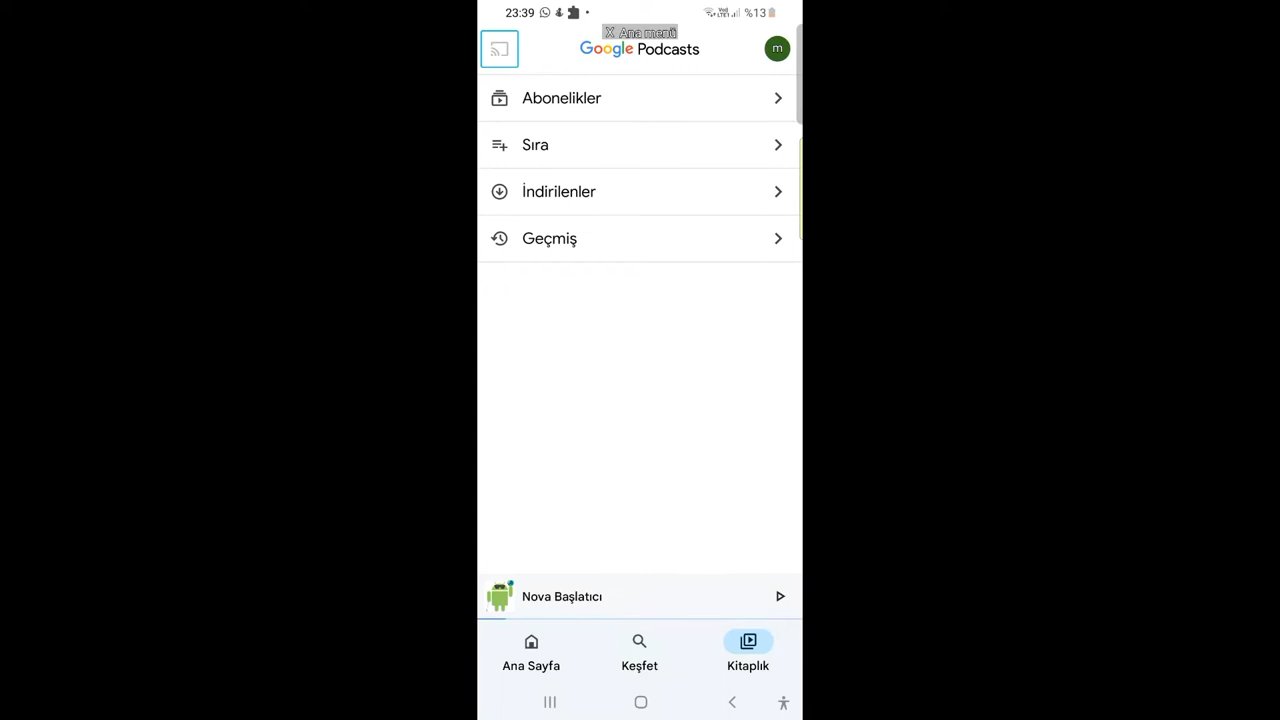 23:39 %13
X Ana menü
Google Podcasts
m
Abonelikler
Sıra
İndirilenler
Geçmiş
Nova Başlatıcı
Ana Sayfa Keşfet Kitaplık